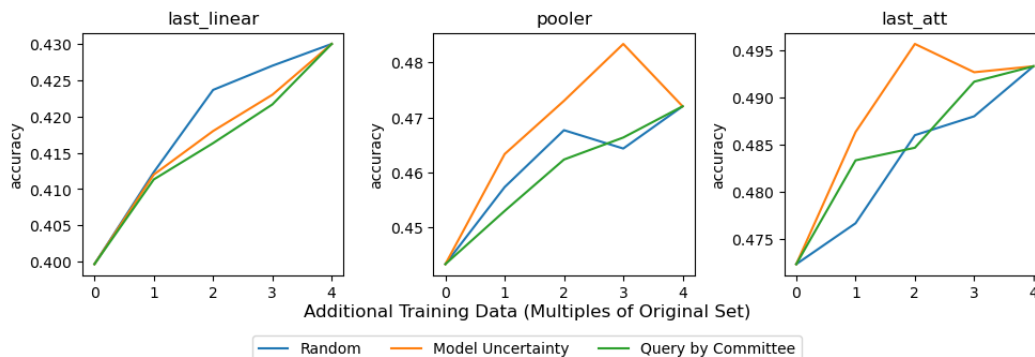 last_linear
0.430
0.425
0.420
0.415
0.410
0.405
0.400
accuracy
0 1 2 3 4
pooler
0.48
0.47
0.46
0.45
accuracy
0 1 2 3 4
last_att
0.495
0.490
0.485
0.480
0.475
accuracy
0 1 2 3 4
Additional Training Data (Multiples of Original Set)
Random Model Uncertainty Query by Committee